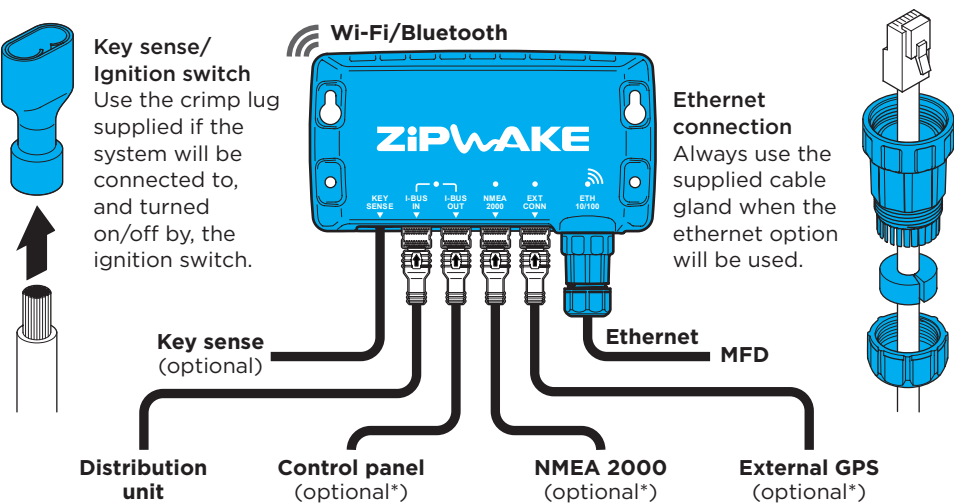 Wi-Fi/Bluetooth
Key sense/
Ignition switch
Use the crimp lug
supplied if the
system will be
connected to,
and turned
on/off by, the
ignition switch.
ZiPWAKE
KEY
SENSE
I-BUS
IN
I-BUS
OUT
NMEA
2000
EXT
CONN
ETH
10/100
Ethernet
connection
Always use the
supplied cable
gland when the
ethernet option
will be used.
Key sense
(optional)
Ethernet
MFD
Distribution
unit
Control panel
(optional*)
NMEA 2000
(optional*)
External GPS
(optional*)